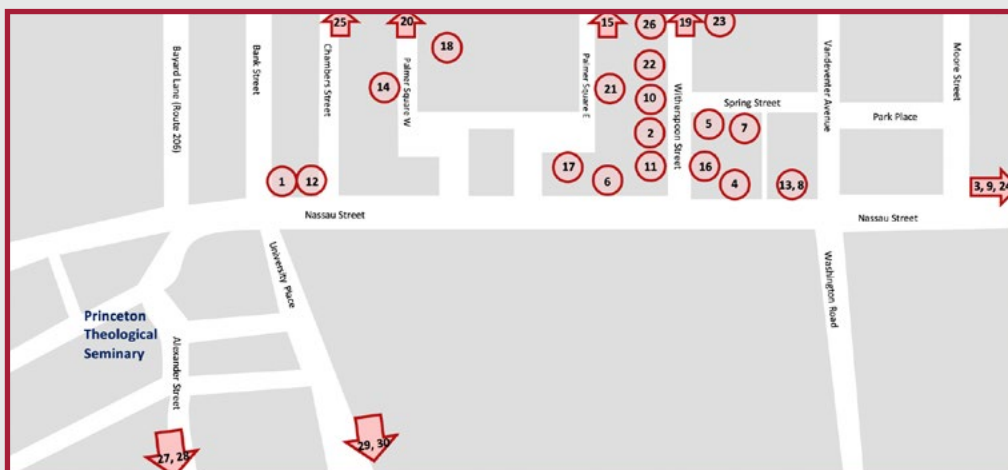 25
20
15
26
19
23
18
22
14
21
10
2
5
7
17
6
11
16
4
13, 8
1
12
3, 9, 24
Bayard Lane (Route 206)
Bank Street
Chambers Street
Palmer Square W
Palmer Square E
Witherspoon Street
Spring Street
Vandeventer Avenue
Park Place
Moore Street
Nassau Street
Nassau Street
University Place
Washington Road
Princeton
Theological
Seminary
Alexander Street
27, 28
29, 30